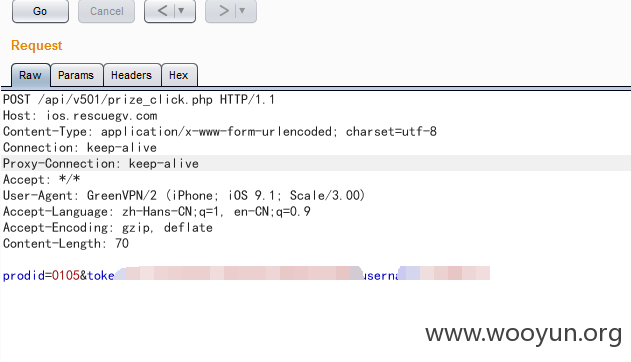 Go Cancel < >
Request
Raw Params Headers Hex
POST /api/v501/prize_click.php HTTP/1.1
Host: ios.rescuegv.com
Content-Type: application/x-www-form-urlencoded; charset=utf-8
Connection: keep-alive
Proxy-Connection: keep-alive
Accept: */*
User-Agent: GreenVPN/2 (iPhone; iOS 9.1; Scale/3.00)
Accept-Language: zh-Hans-CN;q=1, en-CN;q=0.9
Accept-Encoding: gzip, deflate
Content-Length: 70
prodid=0105&toke
www.wooyun.org